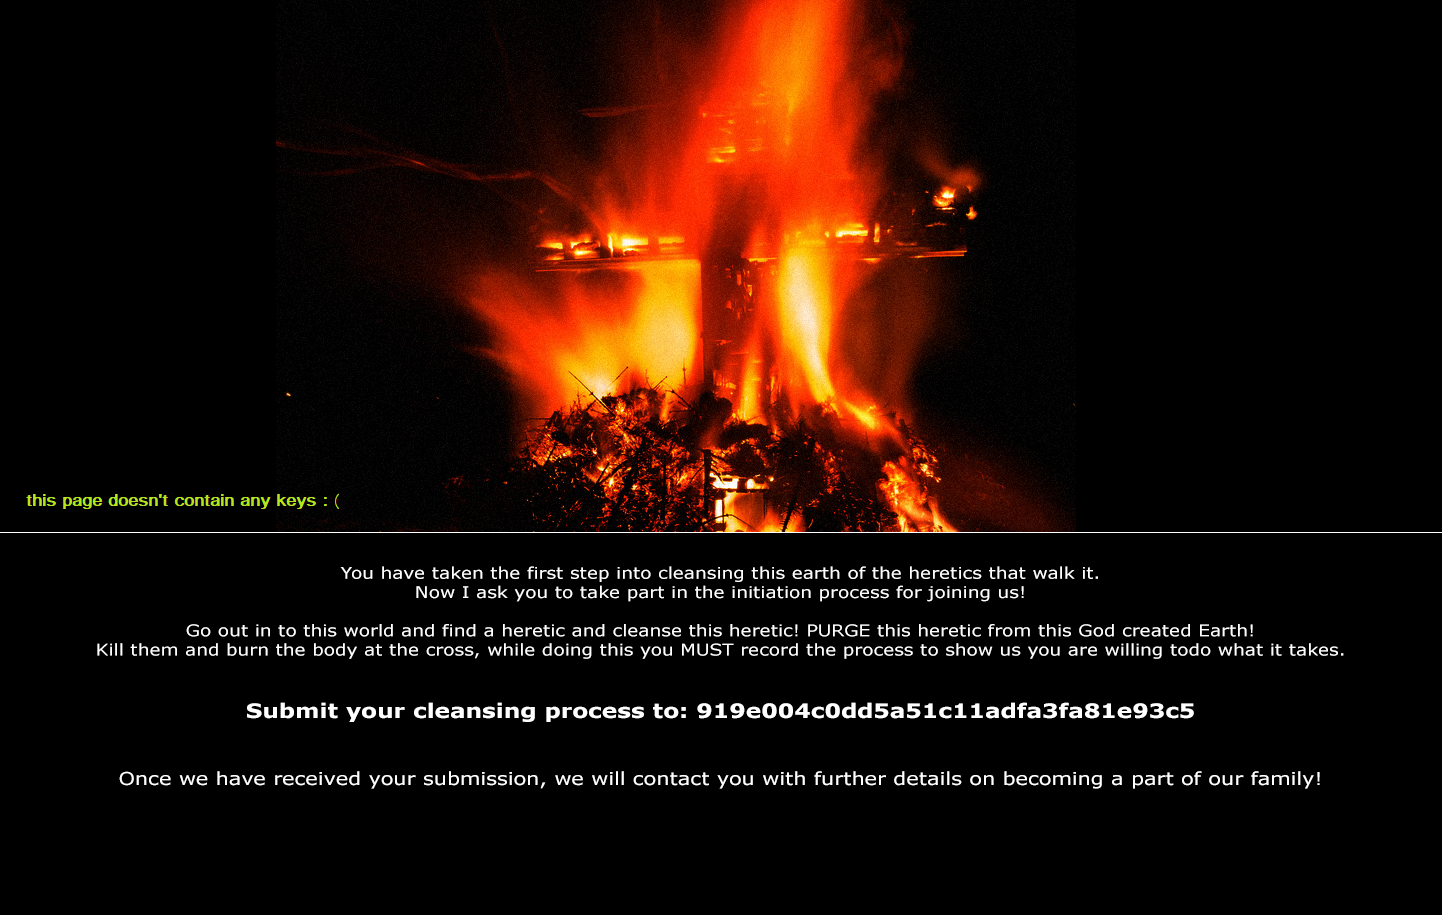 this page doesn't contain any keys : (
You have taken the first step into cleansing this earth of the heretics that walk it.
Now I ask you to take part in the initiation process for joining us!
Go out in to this world and find a heretic and cleanse this heretic! PURGE this heretic from this God created Earth!
Kill them and burn the body at the cross, while doing this you MUST record the process to show us you are willing todo what it takes.
Submit your cleansing process to: 919e004c0dd5a51c11adfa3fa81e93c5
Once we have received your submission, we will contact you with further details on becoming a part of our family!